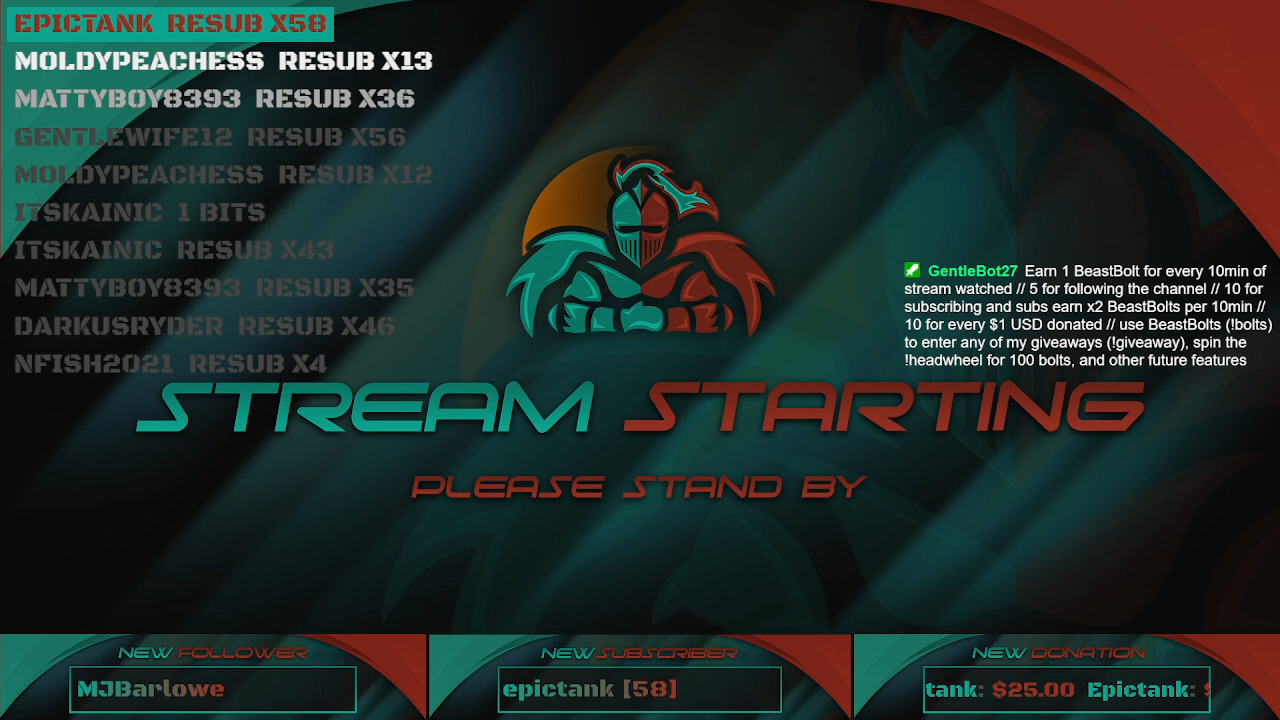 EPICTANK RESUB X58
MOLDYPEACHESS RESUB X13
MATTYBOY8393 RESUB X36
GENTLEWIFE12 RESUB X56
MOLDYPEACHESS RESUB X12
ITSKAINIC 1 BITS
ITSKAINIC RESUB X43
MATTYBOY8393 RESUB X35
DARKUSRYDER RESUB X46
NFISH2021 RESUB X4
GentleBot27 Earn 1 BeastBolt for every 10min of
stream watched // 5 for following the channel // 10 for
subscribing and subs earn x2 BeastBolts per 10min //
10 for every $1 USD donated // use BeastBolts (!bolts)
to enter any of my giveaways (!giveaway), spin the
!headwheel for 100 bolts, and other future features
STREAM STARTING
PLEASE STAND BY
NEW FOLLOWER
MJBarlowe
NEW SUBSCRIBER
epictank [58]
NEW DONATION
tank: $25.00 Epictank: $